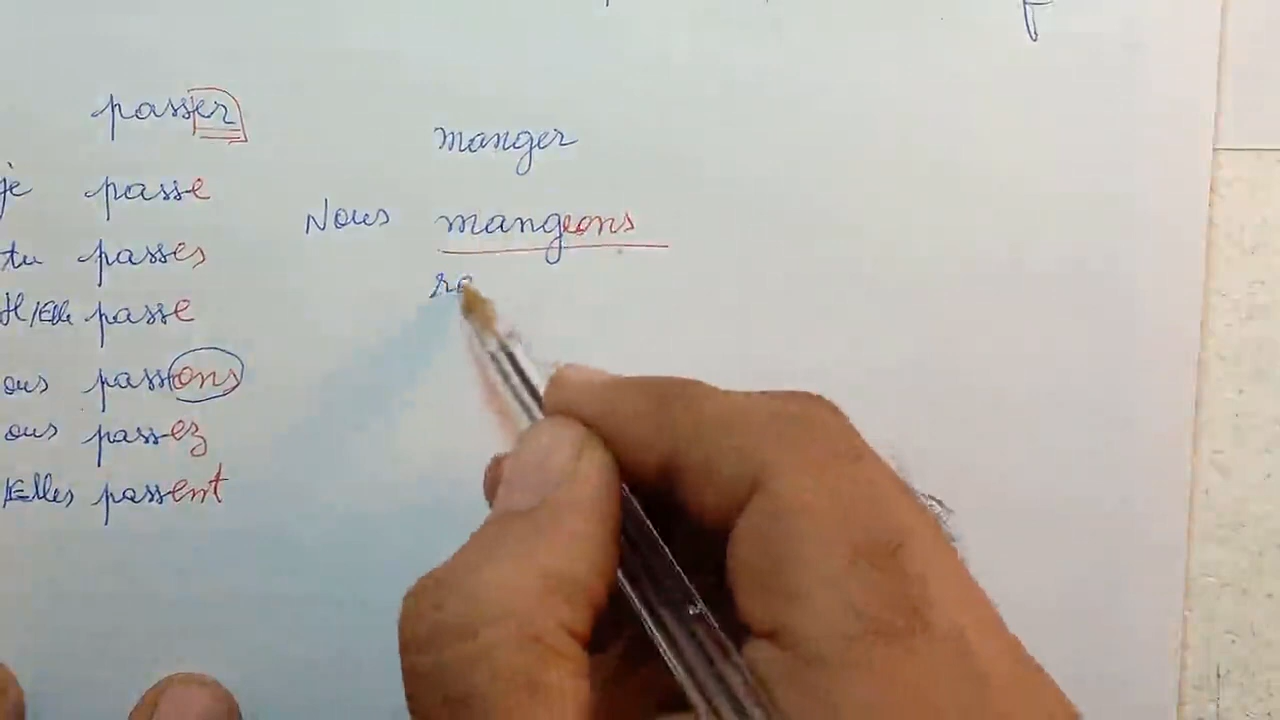 passer
je passe
tu passes
Il/Elle passe
ous passons
ous passez
/Elles passent
manger
Nous mangeons